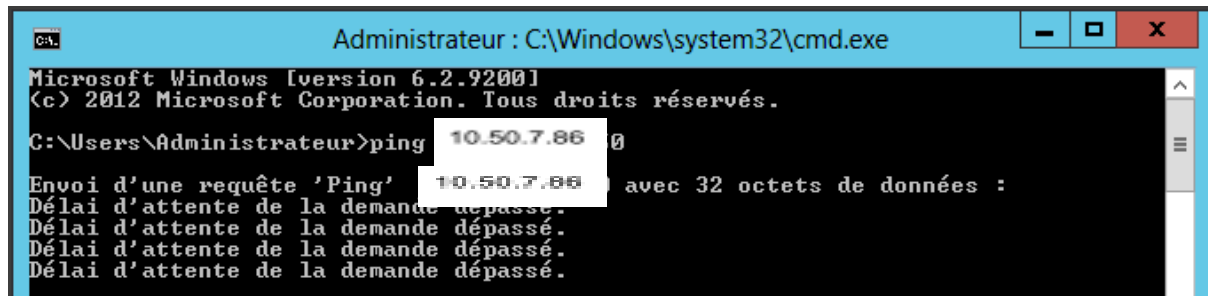 Administrateur : C:\Windows\system32\cmd.exe
Microsoft Windows [version 6.2.9200]
(c) 2012 Microsoft Corporation. Tous droits réservés.
C:\Users\Administrateur>ping 10.50.7.86 0
Envoi d'une requête 'Ping' 10.50.7.86 avec 32 octets de données :
Délai d'attente de la demande dépassé.
Délai d'attente de la demande dépassé.
Délai d'attente de la demande dépassé.
Délai d'attente de la demande dépassé.